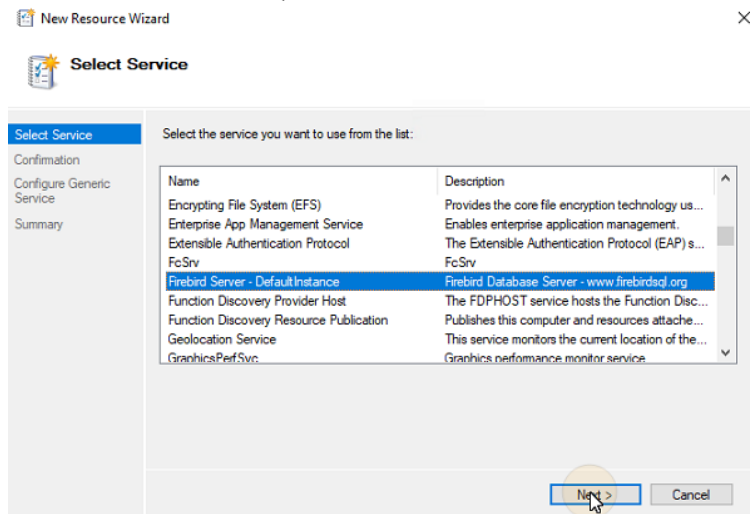 New Resource Wizard
Select Service
Select Service
Confirmation
Configure Generic
Service
Summary
Select the service you want to use from the list:
Name Description
Encrypting File System (EFS) Provides the core file encryption technology us...
Enterprise App Management Service Enables enterprise application management.
Extensible Authentication Protocol The Extensible Authentication Protocol (EAP) s...
FcSrv FcSrv
Firebird Server - DefaultInstance Firebird Database Server - www.firebirdsql.org
Function Discovery Provider Host The FDPHOST service hosts the Function Disc...
Function Discovery Resource Publication Publishes this computer and resources attache...
Geolocation Service This service monitors the current location of the...
GraphicsPerfSvc Graphics performance monitor service
Next > Cancel